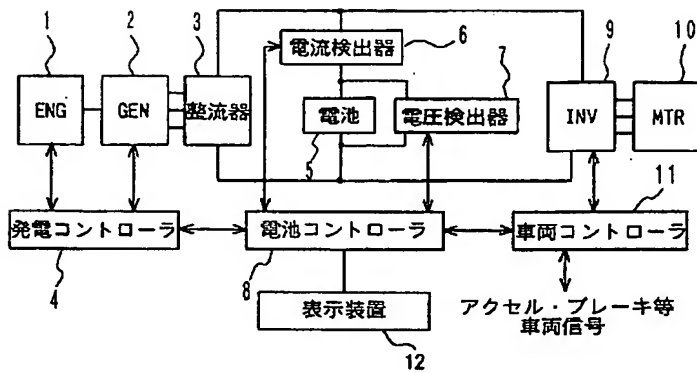 1
2
3
電流検出器
6
7
9
10
ENG
GEN
整流器
電池
電圧検出器
INV
MTR
5
11
発電コントローラ
電池コントローラ
車両コントローラ
4
8
表示装置
アクセル・ブレーキ等
車両信号
12